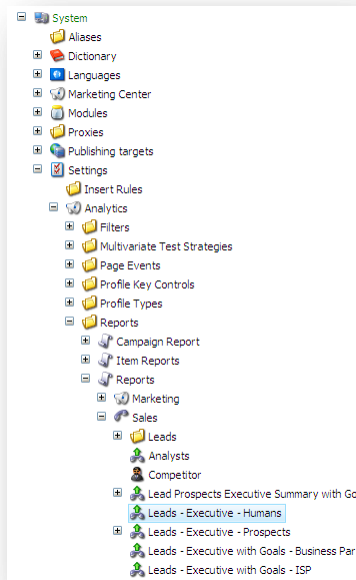 System
Aliases
Dictionary
Languages
Marketing Center
Modules
Proxies
Publishing targets
Settings
Insert Rules
Analytics
Filters
Multivariate Test Strategies
Page Events
Profile Key Controls
Profile Types
Reports
Campaign Report
Item Reports
Reports
Marketing
Sales
Leads
Analysts
Competitor
Lead Prospects Executive Summary with Go
Leads - Executive - Humans
Leads - Executive - Prospects
Leads - Executive with Goals - Business Par
Leads - Executive with Goals - ISP